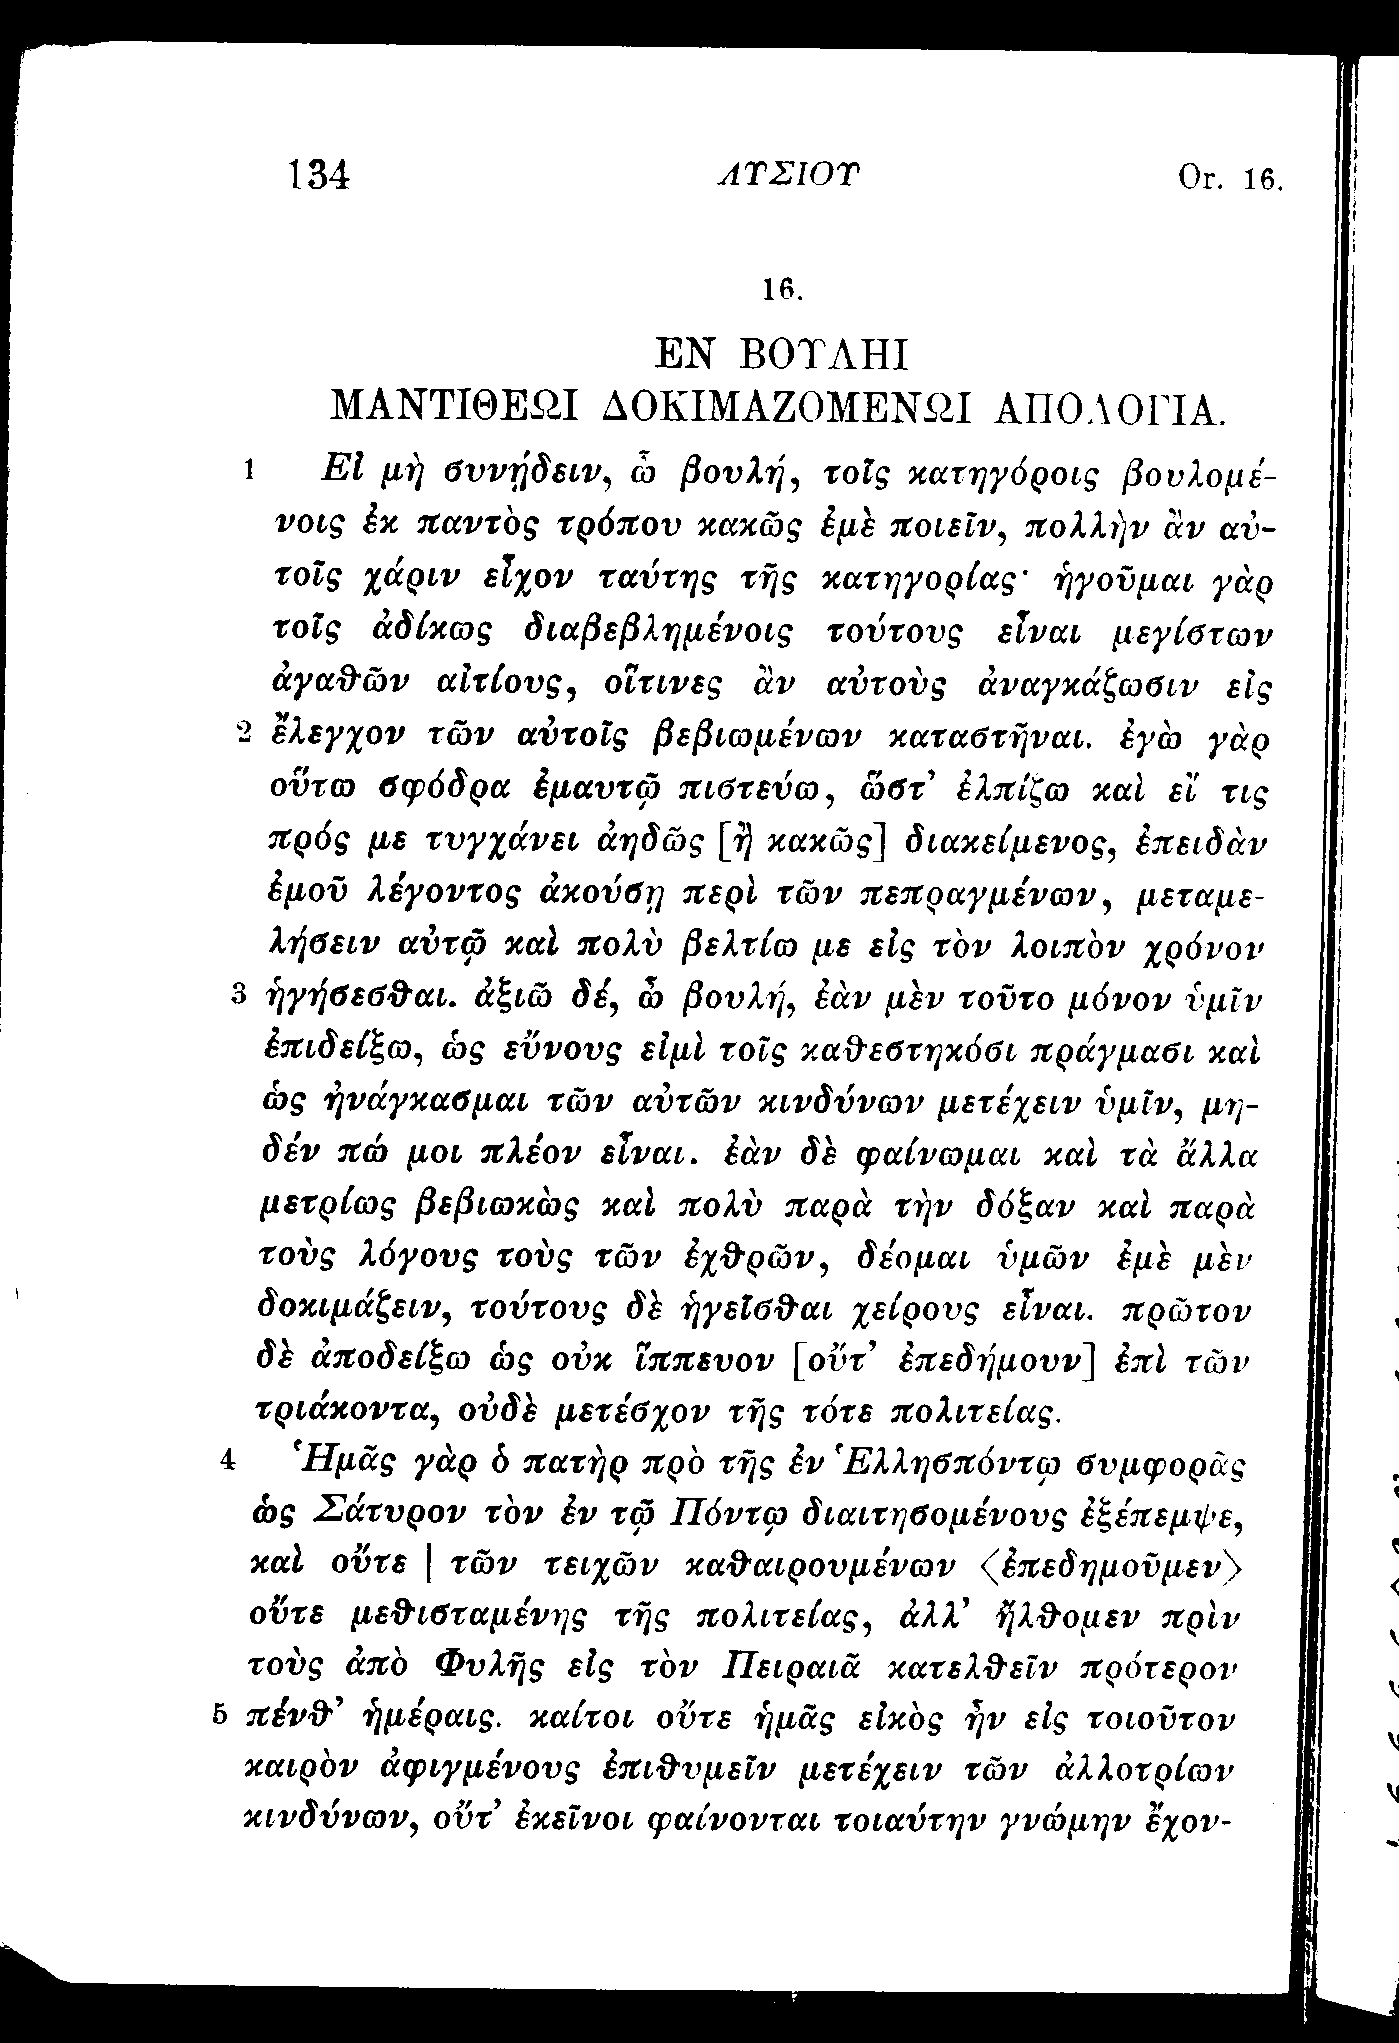 134 ΛΥΣΙΟΥ Or. 16.
16.
ΕΝ ΒΟΥΛΗΙ
ΜΑΝΤΙΘΕΩΙ ΔΟΚΙΜΑΖΟΜΕΝΩΙ ΑΠΟΛΟΓΙΑ.
1 Εἰ μὴ συνῄδειν, ὦ βουλή, τοῖς κατηγόροις βουλομέ-
νοις ἐκ παντὸς τρόπου κακῶς ἐμὲ ποιεῖν, πολλὴν ἂν αὐ-
τοῖς χάριν εἶχον ταύτης τῆς κατηγορίας· ἡγοῦμαι γὰρ
τοῖς ἀδίκως διαβεβλημένοις τούτους εἶναι μεγίστων
ἀγαθῶν αἰτίους, οἵτινες ἂν αὐτοὺς ἀναγκάζωσιν εἰς
2 ἔλεγχον τῶν αὐτοῖς βεβιωμένων καταστῆναι. ἐγὼ γὰρ
οὕτω σφόδρα ἐμαυτῷ πιστεύω, ὥστ’ ἐλπίζω καὶ εἴ τις
πρός με τυγχάνει ἀηδῶς [ἢ κακῶς] διακείμενος, ἐπειδὰν
ἐμοῦ λέγοντος ἀκούσῃ περὶ τῶν πεπραγμένων, μεταμε-
λήσειν αὐτῷ καὶ πολὺ βελτίω με εἰς τὸν λοιπὸν χρόνον
3 ἡγήσεσθαι. ἀξιῶ δέ, ὦ βουλή, ἐὰν μὲν τοῦτο μόνον ὑμῖν
ἐπιδείξω, ὡς εὔνους εἰμὶ τοῖς καθεστηκόσι πράγμασι καὶ
ὡς ἠνάγκασμαι τῶν αὐτῶν κινδύνων μετέχειν ὑμῖν, μη-
δέν πώ μοι πλέον εἶναι. ἐὰν δὲ φαίνωμαι καὶ τὰ ἄλλα
μετρίως βεβιωκὼς καὶ πολὺ παρὰ τὴν δόξαν καὶ παρὰ
τοὺς λόγους τοὺς τῶν ἐχθρῶν, δέομαι ὑμῶν ἐμὲ μὲν
δοκιμάζειν, τούτους δὲ ἡγεῖσθαι χείρους εἶναι. πρῶτον
δὲ ἀποδείξω ὡς οὐκ ἵππευον [οὔτ’ ἐπεδήμουν] ἐπὶ τῶν
τριάκοντα, οὐδὲ μετέσχον τῆς τότε πολιτείας.
4 Ἡμᾶς γὰρ ὁ πατὴρ πρὸ τῆς ἐν Ἑλλησπόντῳ συμφορᾶς
ὡς Σάτυρον τὸν ἐν τῷ Πόντῳ διαιτησομένους ἐξέπεμψε,
καὶ οὔτε | τῶν τειχῶν καθαιρουμένων ⟨ἐπεδημοῦμεν⟩
οὔτε μεθισταμένης τῆς πολιτείας, ἀλλ’ ἤλθομεν πρὶν
τοὺς ἀπὸ Φυλῆς εἰς τὸν Πειραιᾶ κατελθεῖν πρότερον
5 πένθ’ ἡμέραις. καίτοι οὔτε ἡμᾶς εἰκὸς ἦν εἰς τοιοῦτον
καιρὸν ἀφιγμένους ἐπιθυμεῖν μετέχειν τῶν ἀλλοτρίων
κινδύνων, οὔτ’ ἐκεῖνοι φαίνονται τοιαύτην γνώμην ἔχον-